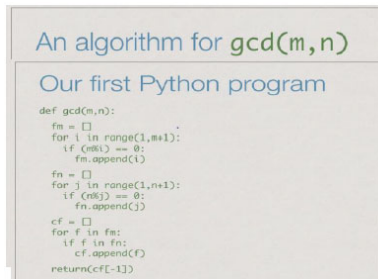 An algorithm for gcd(m,n)
Our first Python program
def gcd(m,n):
fm = []
for i in range(1,m+1):
if (m%i) == 0:
fm.append(i)
fn = []
for j in range(1,n+1):
if (n%j) == 0:
fn.append(j)
cf = []
for f in fm:
if f in fn:
cf.append(f)
return(cf[-1])